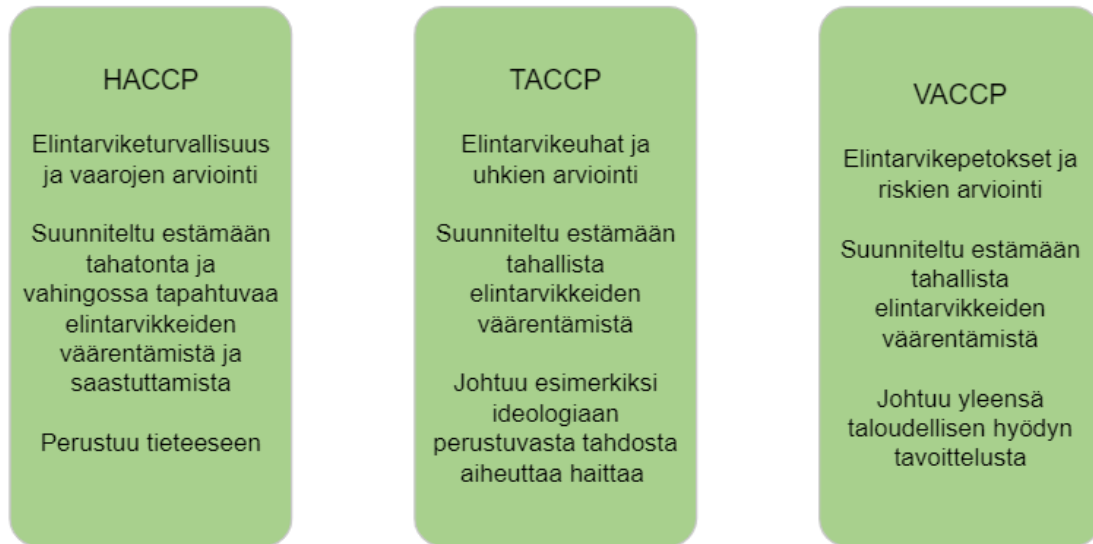 HACCP
Elintarviketurvallisuus
ja vaarojen arviointi
Suunniteltu estämään
tahatonta ja
vahingossa tapahtuvaa
elintarvikkeiden
väärentämistä ja
saastuttamista
Perustuu tieteeseen
TACCP
Elintarvikeuhat ja
uhkien arviointi
Suunniteltu estämään
tahallista
elintarvikkeiden
väärentämistä
Johtuu esimerkiksi
ideologiaan
perustuvasta tahdosta
aiheuttaa haittaa
VACCP
Elintarvikepetokset ja
riskien arviointi
Suunniteltu estämään
tahallista
elintarvikkeiden
väärentämistä
Johtuu yleensä
taloudellisen hyödyn
tavoittelusta